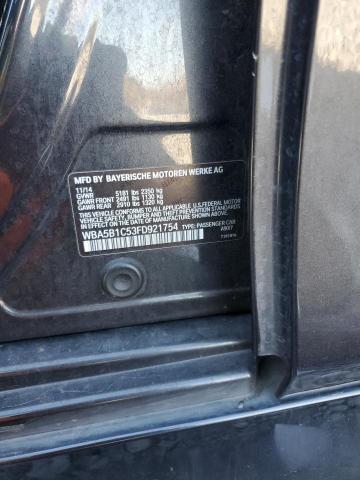 MFD BY BAYERISCHE MOTOREN WERKE AG
11/14
GVWR 5181 lbs 2350 kg
GAWR FRONT 2491 lbs 1130 kg
GAWR REAR 2910 lbs 1320 kg
THIS VEHICLE CONFORMS TO ALL
APPLICABLE U.S. FEDERAL MOTOR
VEHICLE SAFETY, BUMPER, AND
THEFT PREVENTION STANDARDS
IN EFFECT ON THE DATE OF
MANUFACTURE SHOWN ABOVE.
WBA5B1C53FD921754 TYPE: PASSENGER CAR